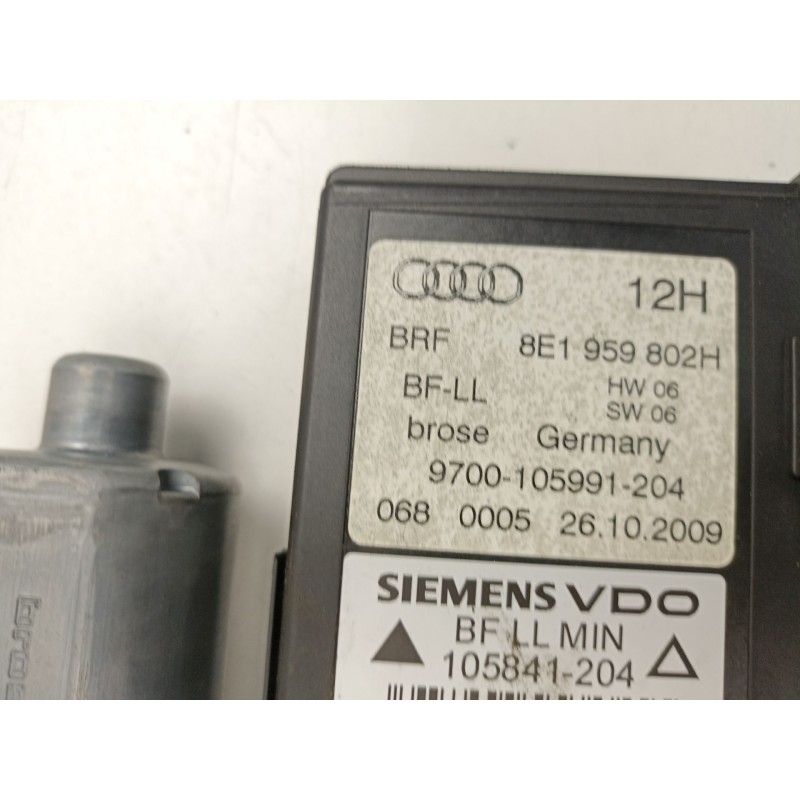 12H
BRF 8E1 959 802H
BF-LL HW 06
SW 06
brose Germany
9700-105991-204
068 0005 26.10.2009
SIEMENS VDO
BF LL MIN
105841-204